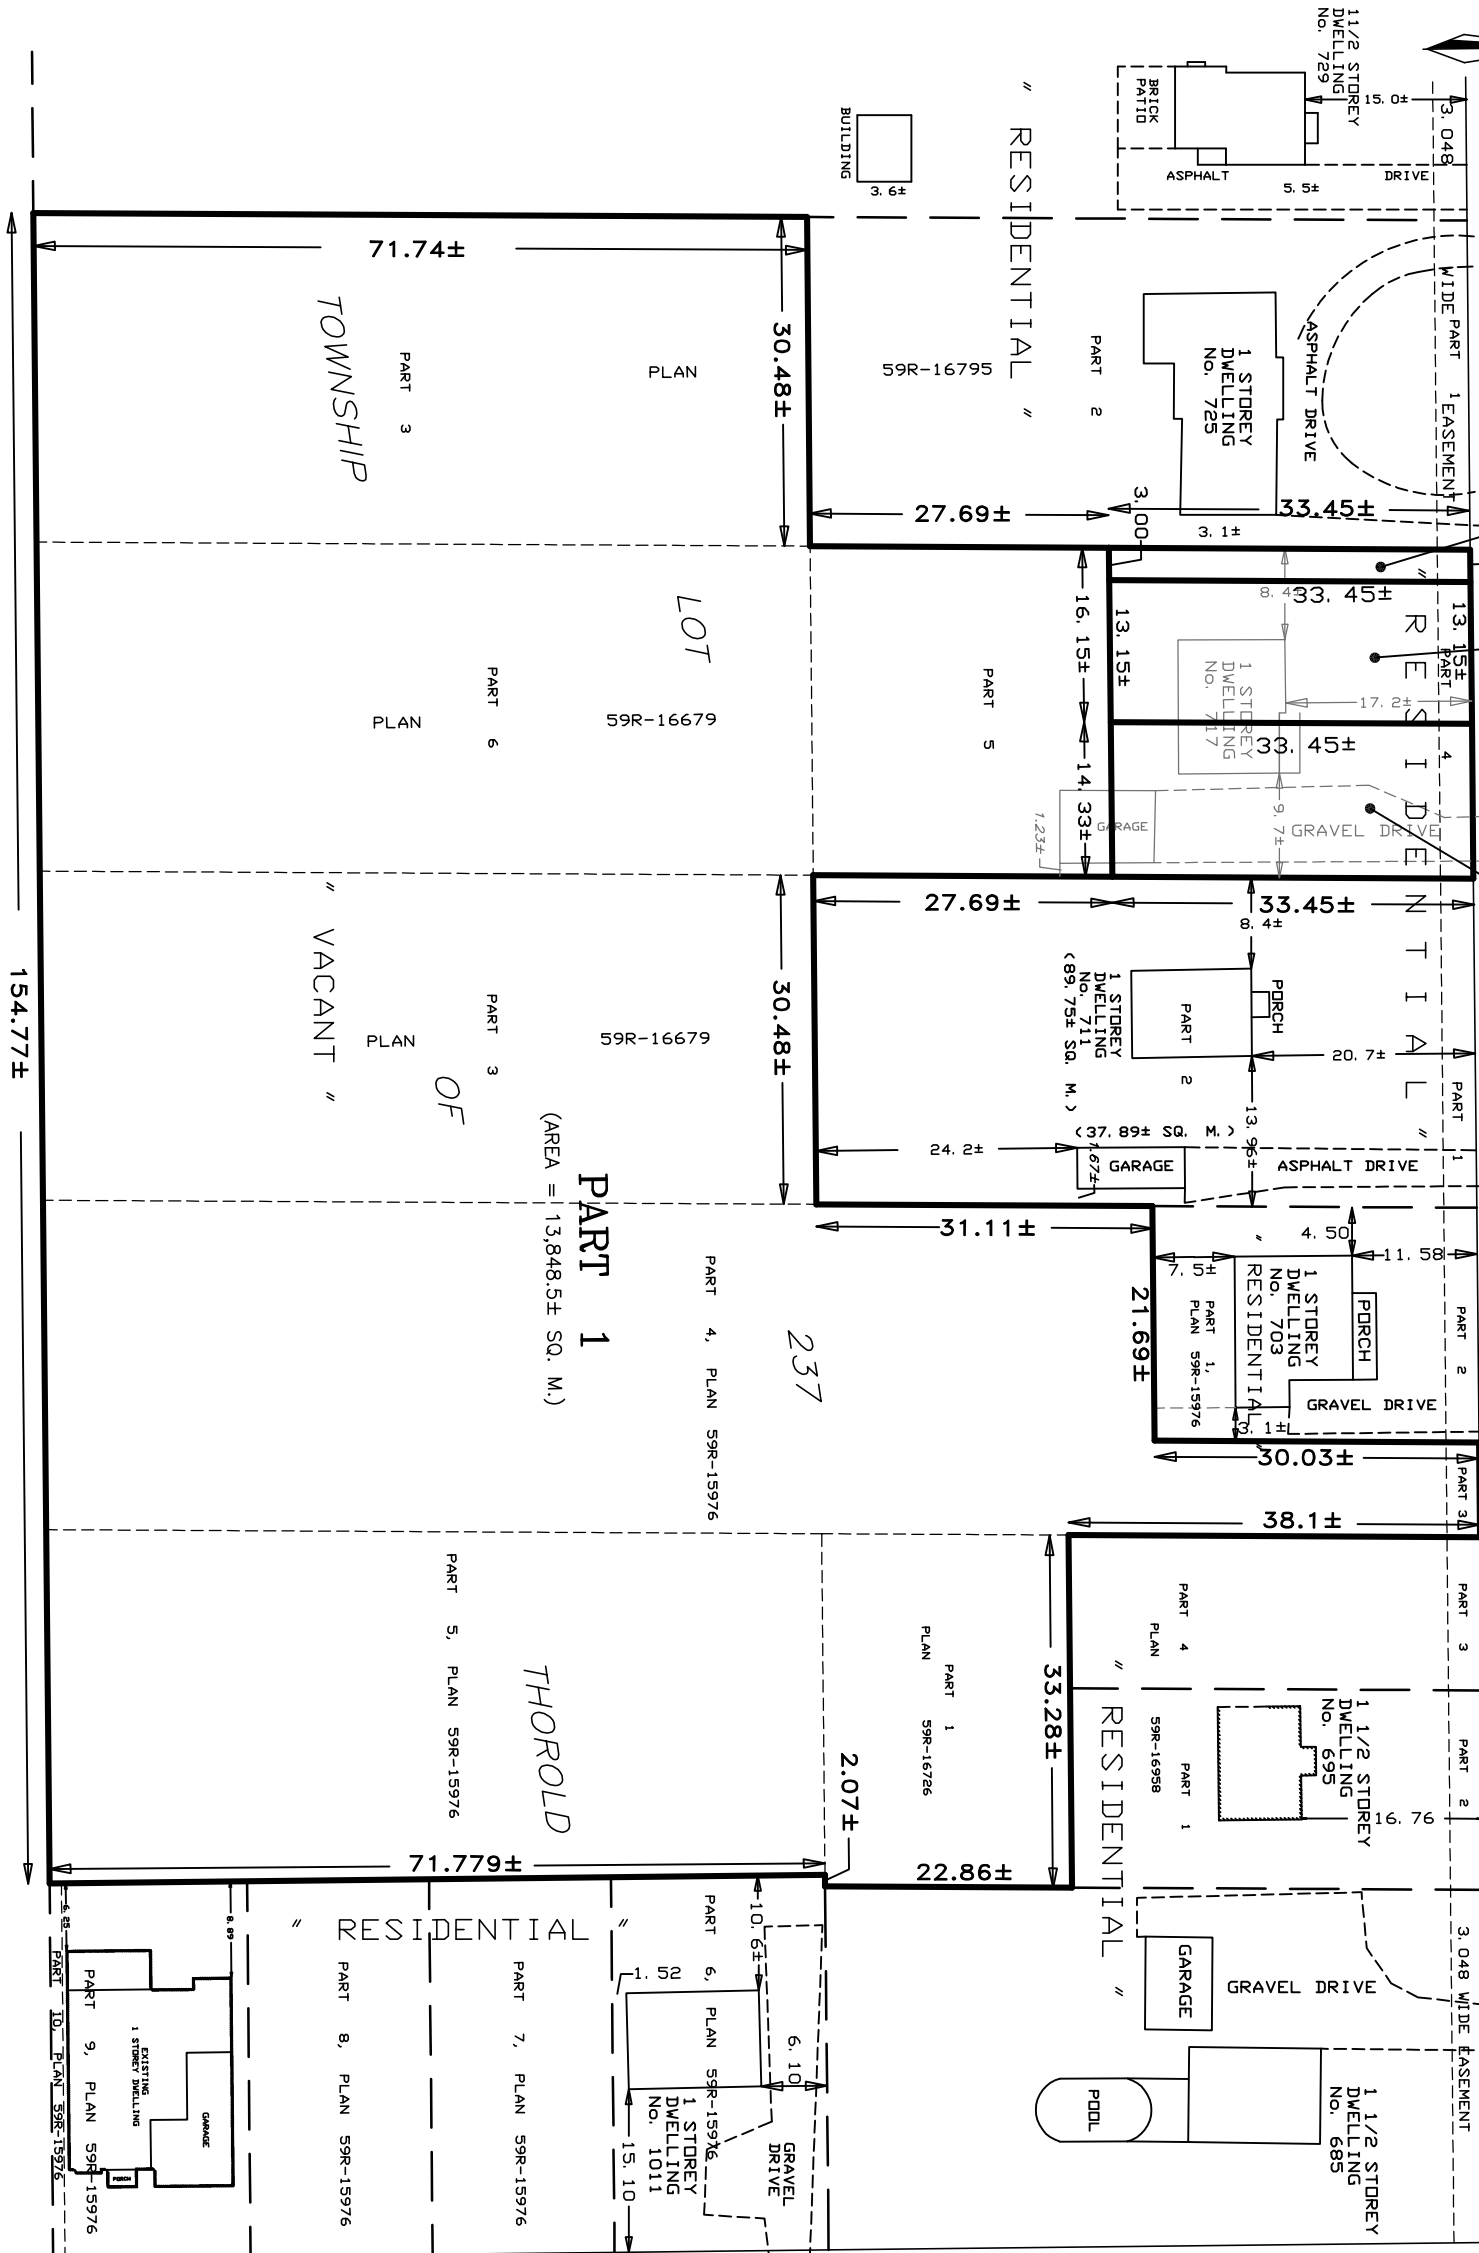 11/2 STOREY
DWELLING
No. 729
BRICK
PATIO
15.0±
3.048
ASPHALT
5.5±
DRIVE
BUILDING
3.6±
" RESIDENTIAL "
71.74±
30.48±
TOWNSHIP
PART 3
PLAN
59R-16795
PART 2
1 STOREY
DWELLING
No. 725
ASPHALT DRIVE
WIDE
PART 1
EASEMENT
27.69±
33.45±
3.00
3.1±
8.4±
33.45±
16.15±
13.15±
13.15±
PART 4
LOT
PART 6
PLAN
59R-16679
PART 5
1 STOREY
DWELLING
No. 717
17.2±
33.45±
14.33±
1.23±
GARAGE
9.7±
GRAVEL DRIVE
" RESIDENTIAL "
27.69±
33.45±
8.4±
154.77±
" VACANT "
PLAN
PART 3
59R-16679
OF
30.48±
1 STOREY
DWELLING
No. 711
(89.75± SQ. M.)
PART 2
PORCH
20.7±
13.96±
PART 1
(37.89± SQ. M.)
24.2±
1.67±
GARAGE
ASPHALT DRIVE
PART 1
(AREA = 13,848.5± SQ. M.)
31.11±
4.50
11.58
7.5±
21.69±
PART 1,
PLAN 59R-15976
" RESIDENTIAL "
1 STOREY
DWELLING
No. 703
PORCH
GRAVEL DRIVE
3.1±
PART 2
237
PART 4, PLAN 59R-15976
30.03±
PART 3
38.1±
PART 5, PLAN 59R-15976
THOROLD
PLAN 59R-16726
PART 1
33.28±
2.07±
PART 4
PLAN 59R-16958
PART 1
PART 3
PART 2
1 1/2 STOREY
DWELLING
No. 695
16.76
" RESIDENTIAL "
71.779±
22.86±
6.25
8.89
" RESIDENTIAL "
10.6±
PART 6, PLAN 59R-15976
1.52
6.10
GARAGE
GRAVEL DRIVE
3.048 WIDE EASEMENT
PART 10, PLAN 59R-15976
PART 9, PLAN 59R-15976
EXISTING
1 STOREY DWELLING
GARAGE
PORCH
PART 8, PLAN 59R-15976
PART 7, PLAN 59R-15976
1 STOREY
DWELLING
No. 1011
15.10
GRAVEL
DRIVE
POOL
1 1/2 STOREY
DWELLING
No. 685